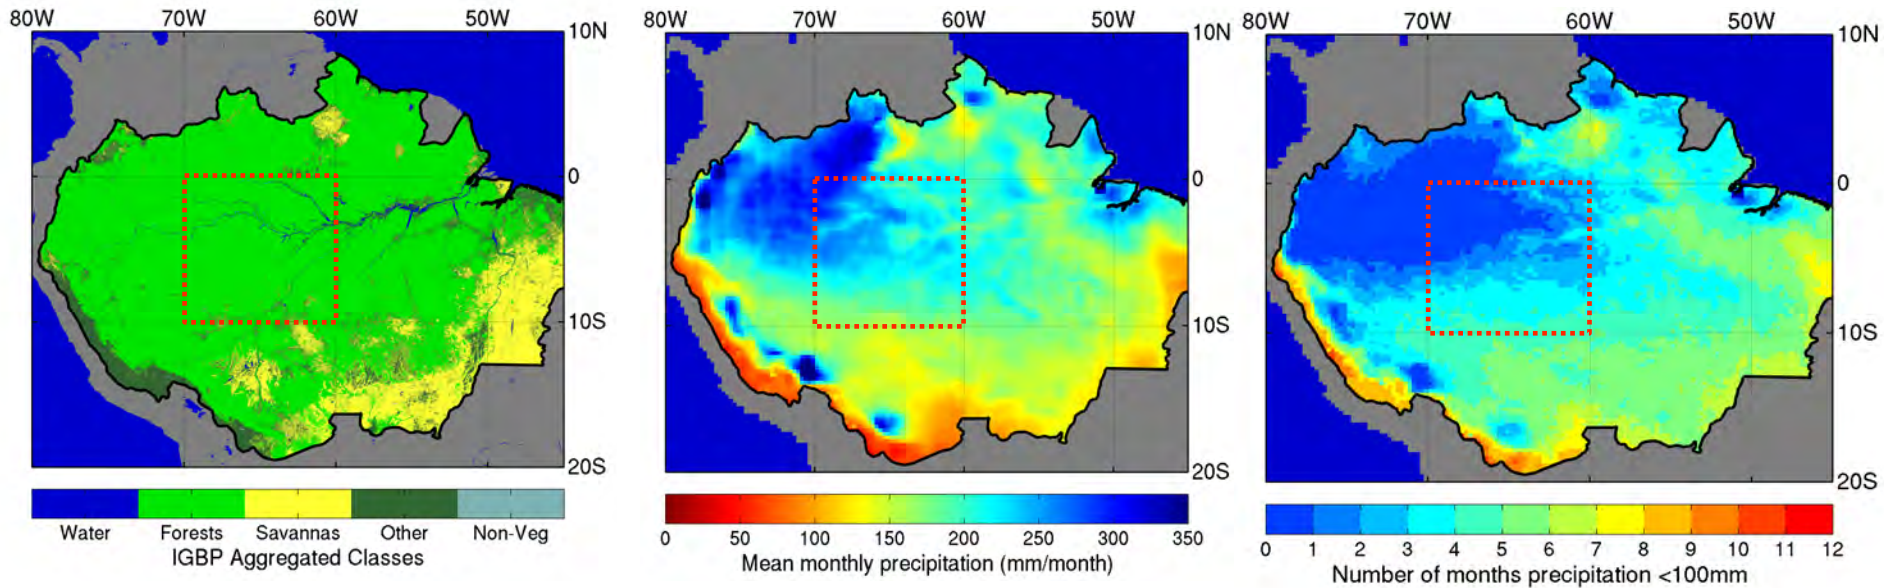 80W 70W 60W 50W
10N
0
10S
20S
Water Forests Savannas Other Non-Veg
IGBP Aggregated Classes
80W 70W 60W 50W
10N
0
10S
20S
0 50 100 150 200 250 300 350
Mean monthly precipitation (mm/month)
80W 70W 60W 50W
10N
0
10S
20S
0 1 2 3 4 5 6 7 8 9 10 11 12
Number of months precipitation <100mm